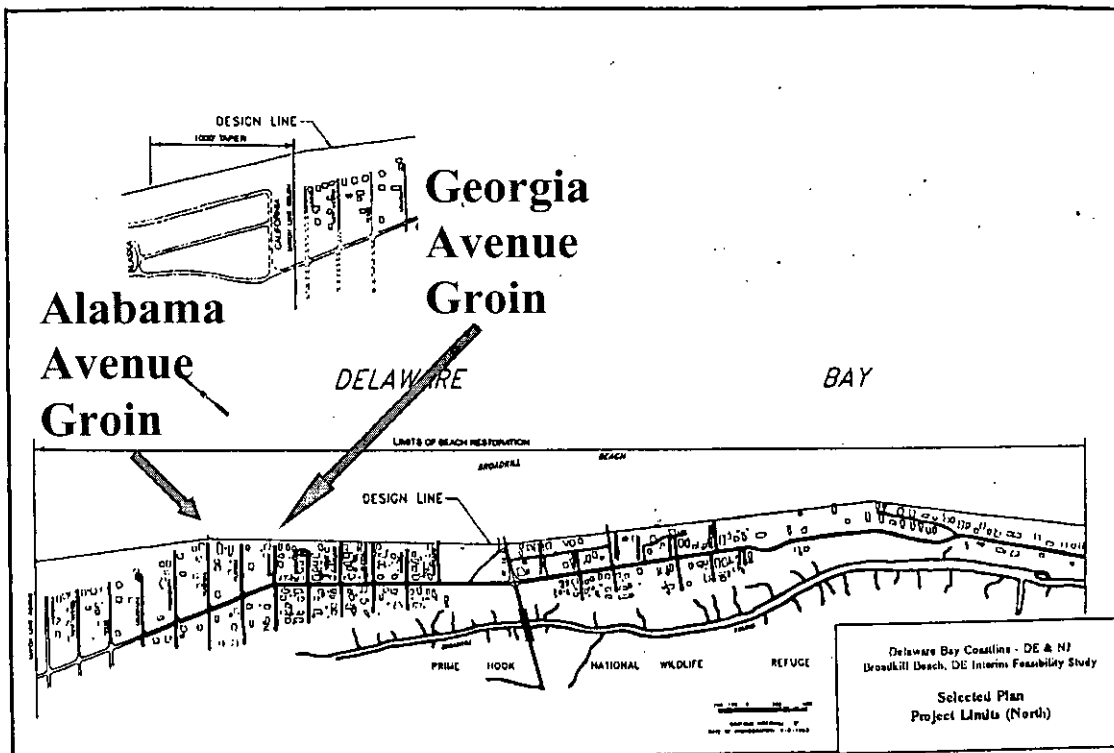 DESIGN LINE
1000' TAPER
ALASKA
CALIFORNIA
Georgia
Avenue
Groin
Alabama
Avenue
Groin
DELAWARE
BAY
LIMITS OF BEACH RESTORATION
BROADKILL
BEACH
DESIGN LINE
PRIME HOOK NATIONAL WILDLIFE REFUGE
Delaware Bay Coastline - DE & NJ
Broadkill Beach, DE Interim Feasibility Study
Selected Plan
Project Limits (North)